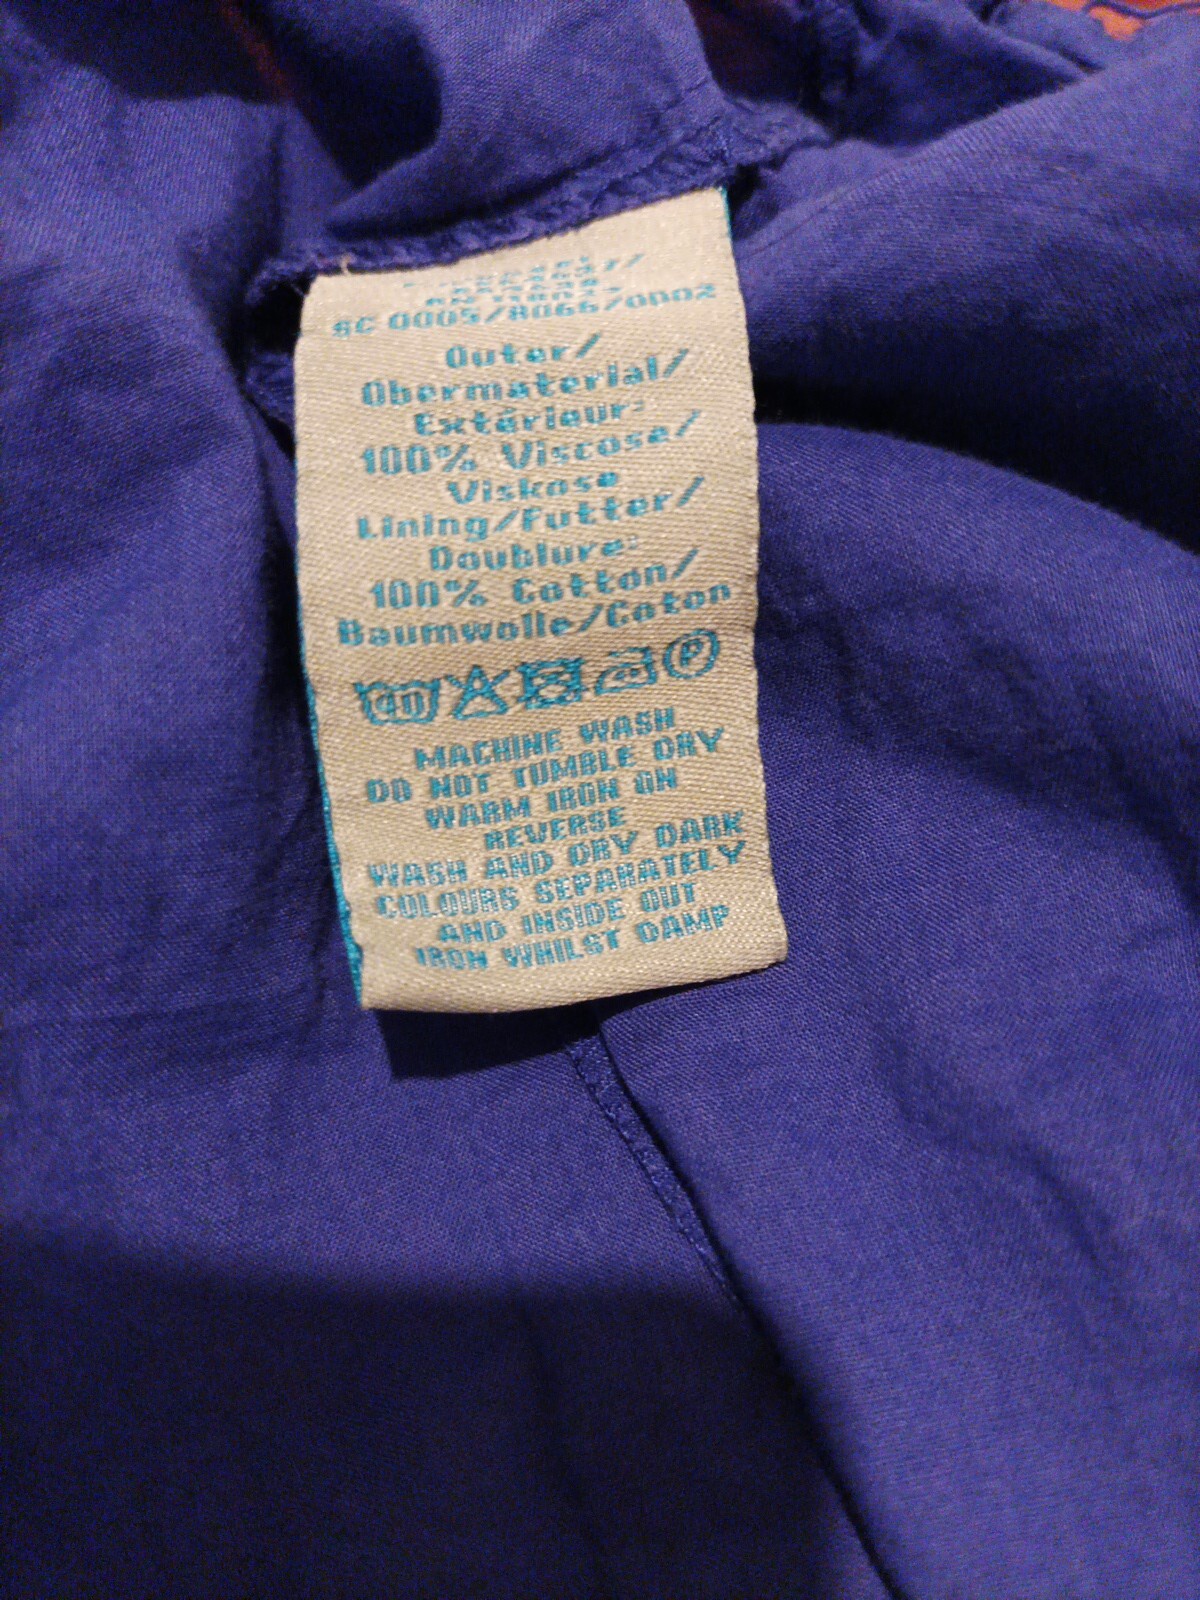 SC 0005/8066/0002
Outer/
Obermaterial/
Extérieur:
100% Viscose/
Viskose
Lining/Futter/
Doublure:
100% Cotton/
Baumwolle/Coton
40 P
MACHINE WASH
DO NOT TUMBLE DRY
WARM IRON ON
REVERSE
WASH AND DRY DARK
COLOURS SEPARATELY
AND INSIDE OUT
IRON WHILST DAMP